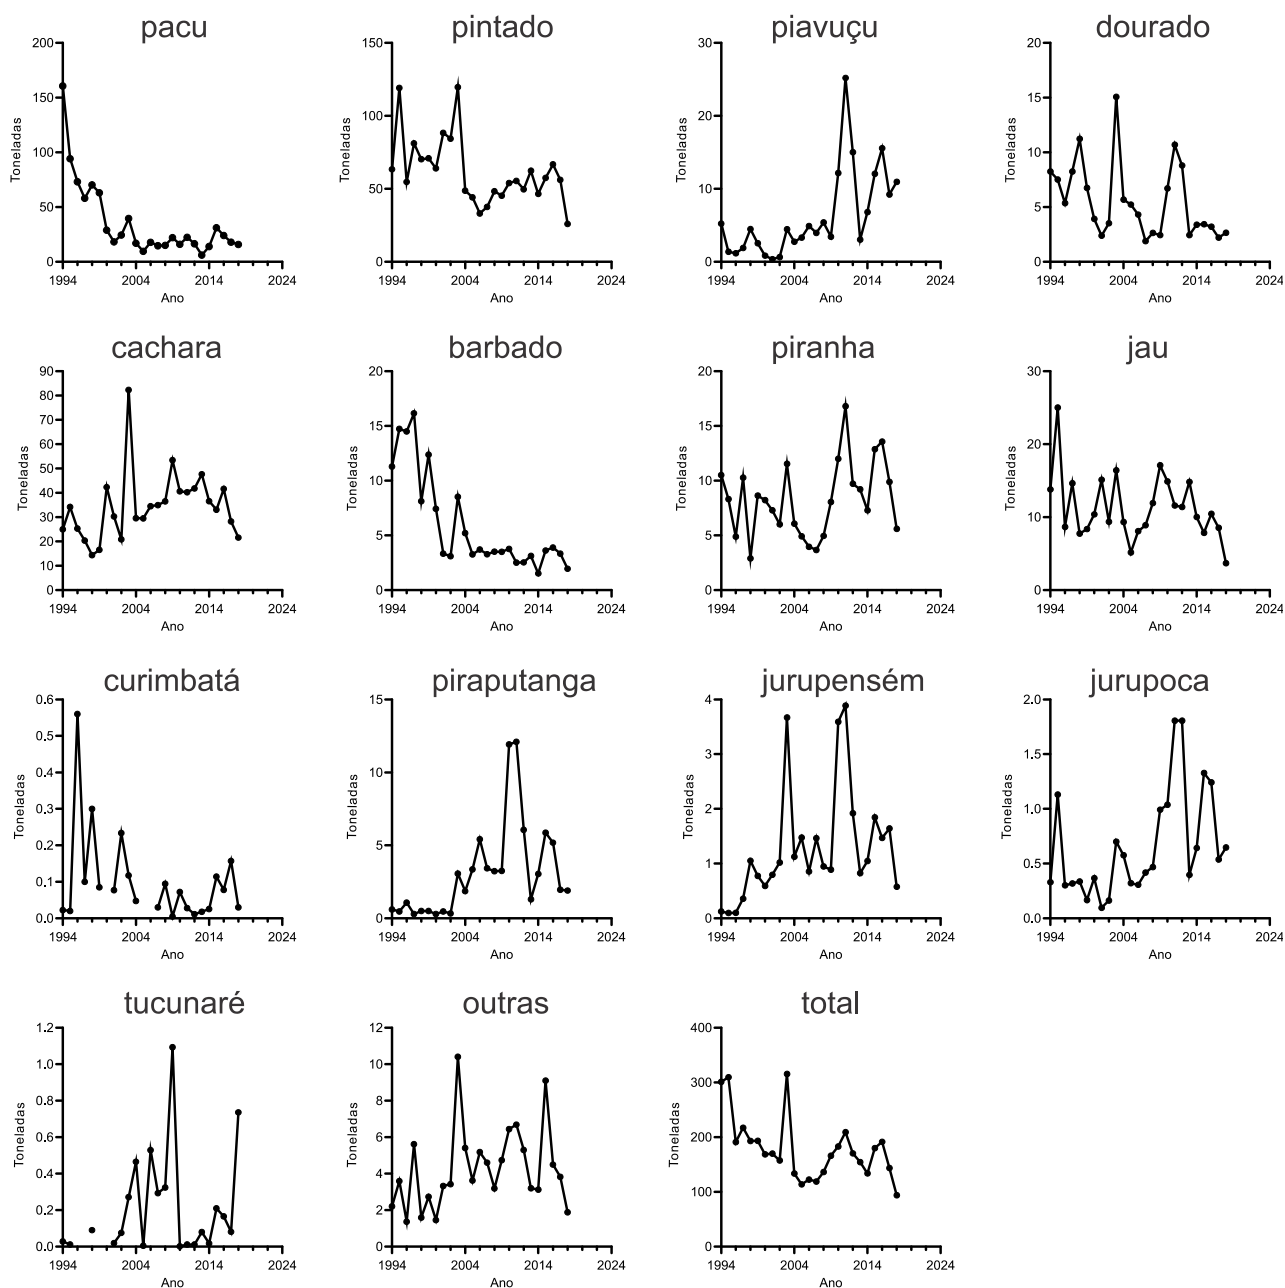 pacu
200
150
100
50
0
Toneladas
1994 2004 2014 2024
Ano
pintado
150
100
50
0
Toneladas
1994 2004 2014 2024
Ano
piavuçu
30
20
10
0
Toneladas
1994 2004 2014 2024
Ano
dourado
20
15
10
5
0
Toneladas
1994 2004 2014 2024
Ano
cachara
90
80
70
60
50
40
30
20
10
0
Toneladas
1994 2004 2014 2024
Ano
barbado
20
15
10
5
0
Toneladas
1994 2004 2014 2024
Ano
piranha
20
15
10
5
0
Toneladas
1994 2004 2014 2024
Ano
jau
30
20
10
0
Toneladas
1994 2004 2014 2024
Ano
curimbatá
0.6
0.5
0.4
0.3
0.2
0.1
0.0
Toneladas
1994 2004 2014 2024
Ano
piraputanga
15
10
5
0
Toneladas
1994 2004 2014 2024
Ano
jurupensém
4
3
2
1
0
Toneladas
1994 2004 2014 2024
Ano
jurupoca
2.0
1.5
1.0
0.5
0.0
Toneladas
1994 2004 2014 2024
Ano
tucunaré
1.2
1.0
0.8
0.6
0.4
0.2
0.0
Toneladas
1994 2004 2014 2024
Ano
outras
12
10
8
6
4
2
0
Toneladas
1994 2004 2014 2024
Ano
total
400
300
200
100
0
Toneladas
1994 2004 2014 2024
Ano